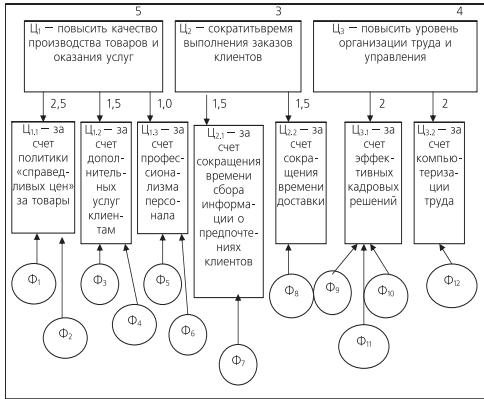 5
3
4
Ц1 – повысить качество
производства товаров и
оказания услуг
Ц2 – сократитьвремя
выполнения заказов
клиентов
Ц3 – повысить уровень
организации труда и
управления
2,5
1,5
1,0
1,5
1,5
2
2
Ц1.1 – за
счет
политики
«справед-
ливых цен»
за товары
Ц1.2 – за
счет
допол-
нитель-
ных услуг
клиен-
там
Ц1.3 – за
счет
профес-
сиона-
лизма
персо-
нала
Ц2.1 – за
счет
сокращения
времени
сбора
информации
о
предпочте-
ниях
клиентов
Ц2.2 – за
счет
сокра-
щения
времени
доставки
Ц3.1 – за
счет
эффек-
тивных
кадровых
решений
Ц3.2 – за
счет
компью-
териза-
ции
труда
Ф1
Ф2
Ф3
Ф4
Ф5
Ф6
Ф7
Ф8
Ф9
Ф10
Ф11
Ф12